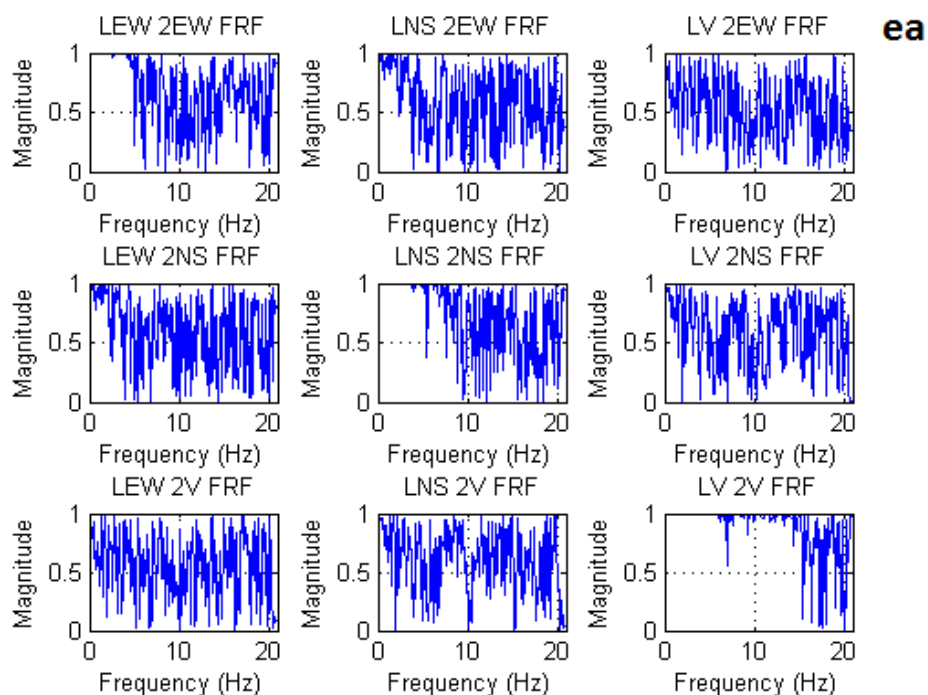 LEW 2EW FRF
LNS 2EW FRF
LV 2EW FRF
ea
Magnitude
1
0.5
0
0
10
20
Frequency (Hz)
Magnitude
1
0.5
0
0
10
20
Frequency (Hz)
Magnitude
1
0.5
0
0
10
20
Frequency (Hz)
LEW 2NS FRF
LNS 2NS FRF
LV 2NS FRF
Magnitude
1
0.5
0
0
10
20
Frequency (Hz)
Magnitude
1
0.5
0
0
10
20
Frequency (Hz)
Magnitude
1
0.5
0
0
10
20
Frequency (Hz)
LEW 2V FRF
LNS 2V FRF
LV 2V FRF
Magnitude
1
0.5
0
0
10
20
Frequency (Hz)
Magnitude
1
0.5
0
0
10
20
Frequency (Hz)
Magnitude
1
0.5
0
0
10
20
Frequency (Hz)